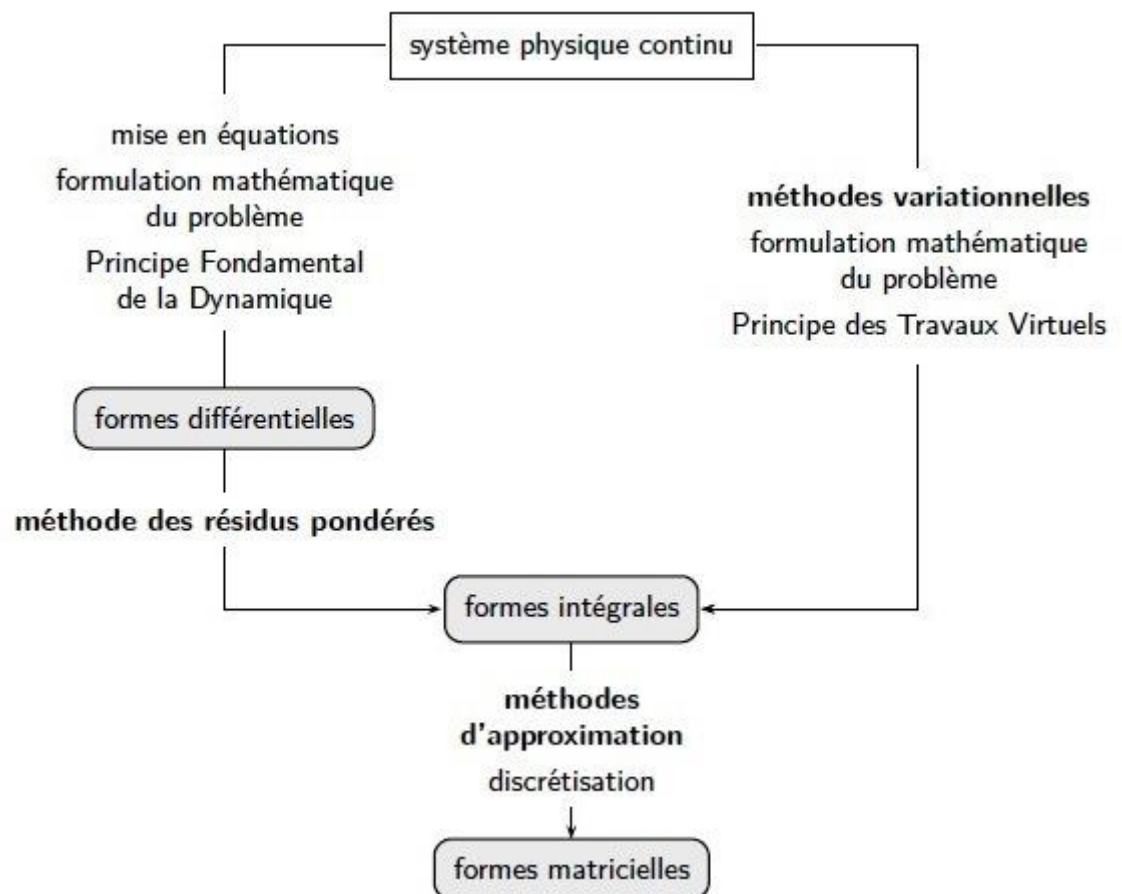 système physique continu
mise en équations
formulation mathématique
du problème
Principe Fondamental
de la Dynamique
méthodes variationnelles
formulation mathématique
du problème
Principe des Travaux Virtuels
formes différentielles
méthode des résidus pondérés
formes intégrales
méthodes
d'approximation
discrétisation
formes matricielles